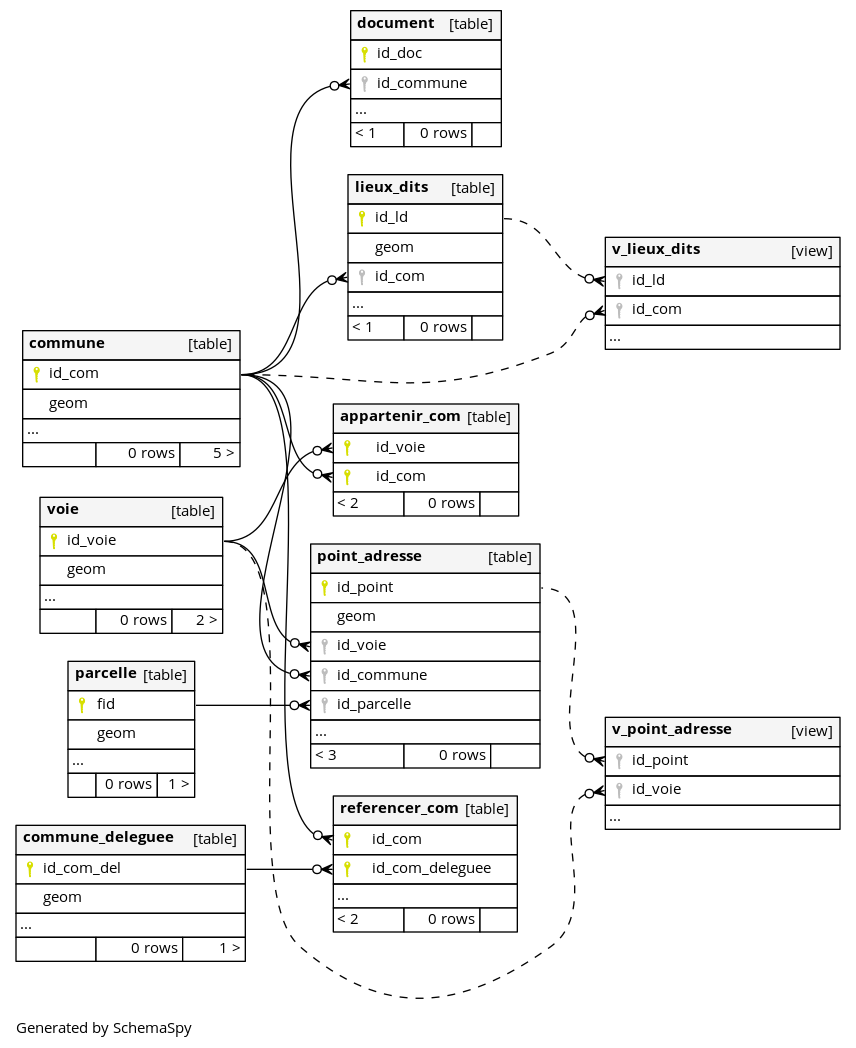 document [table]
id_doc
id_commune
...
< 1 0 rows
lieux_dits [table]
id_ld
geom
id_com
...
< 1 0 rows
v_lieux_dits [view]
id_ld
id_com
...
commune [table]
id_com
geom
...
0 rows 5 >
appartenir_com [table]
id_voie
id_com
< 2 0 rows
voie [table]
id_voie
geom
...
0 rows 2 >
point_adresse [table]
id_point
geom
id_voie
id_commune
id_parcelle
...
< 3 0 rows
parcelle [table]
fid
geom
...
0 rows 1 >
v_point_adresse [view]
id_point
id_voie
...
referencer_com [table]
id_com
id_com_deleguee
...
< 2 0 rows
commune_deleguee [table]
id_com_del
geom
...
0 rows 1 >
Generated by SchemaSpy